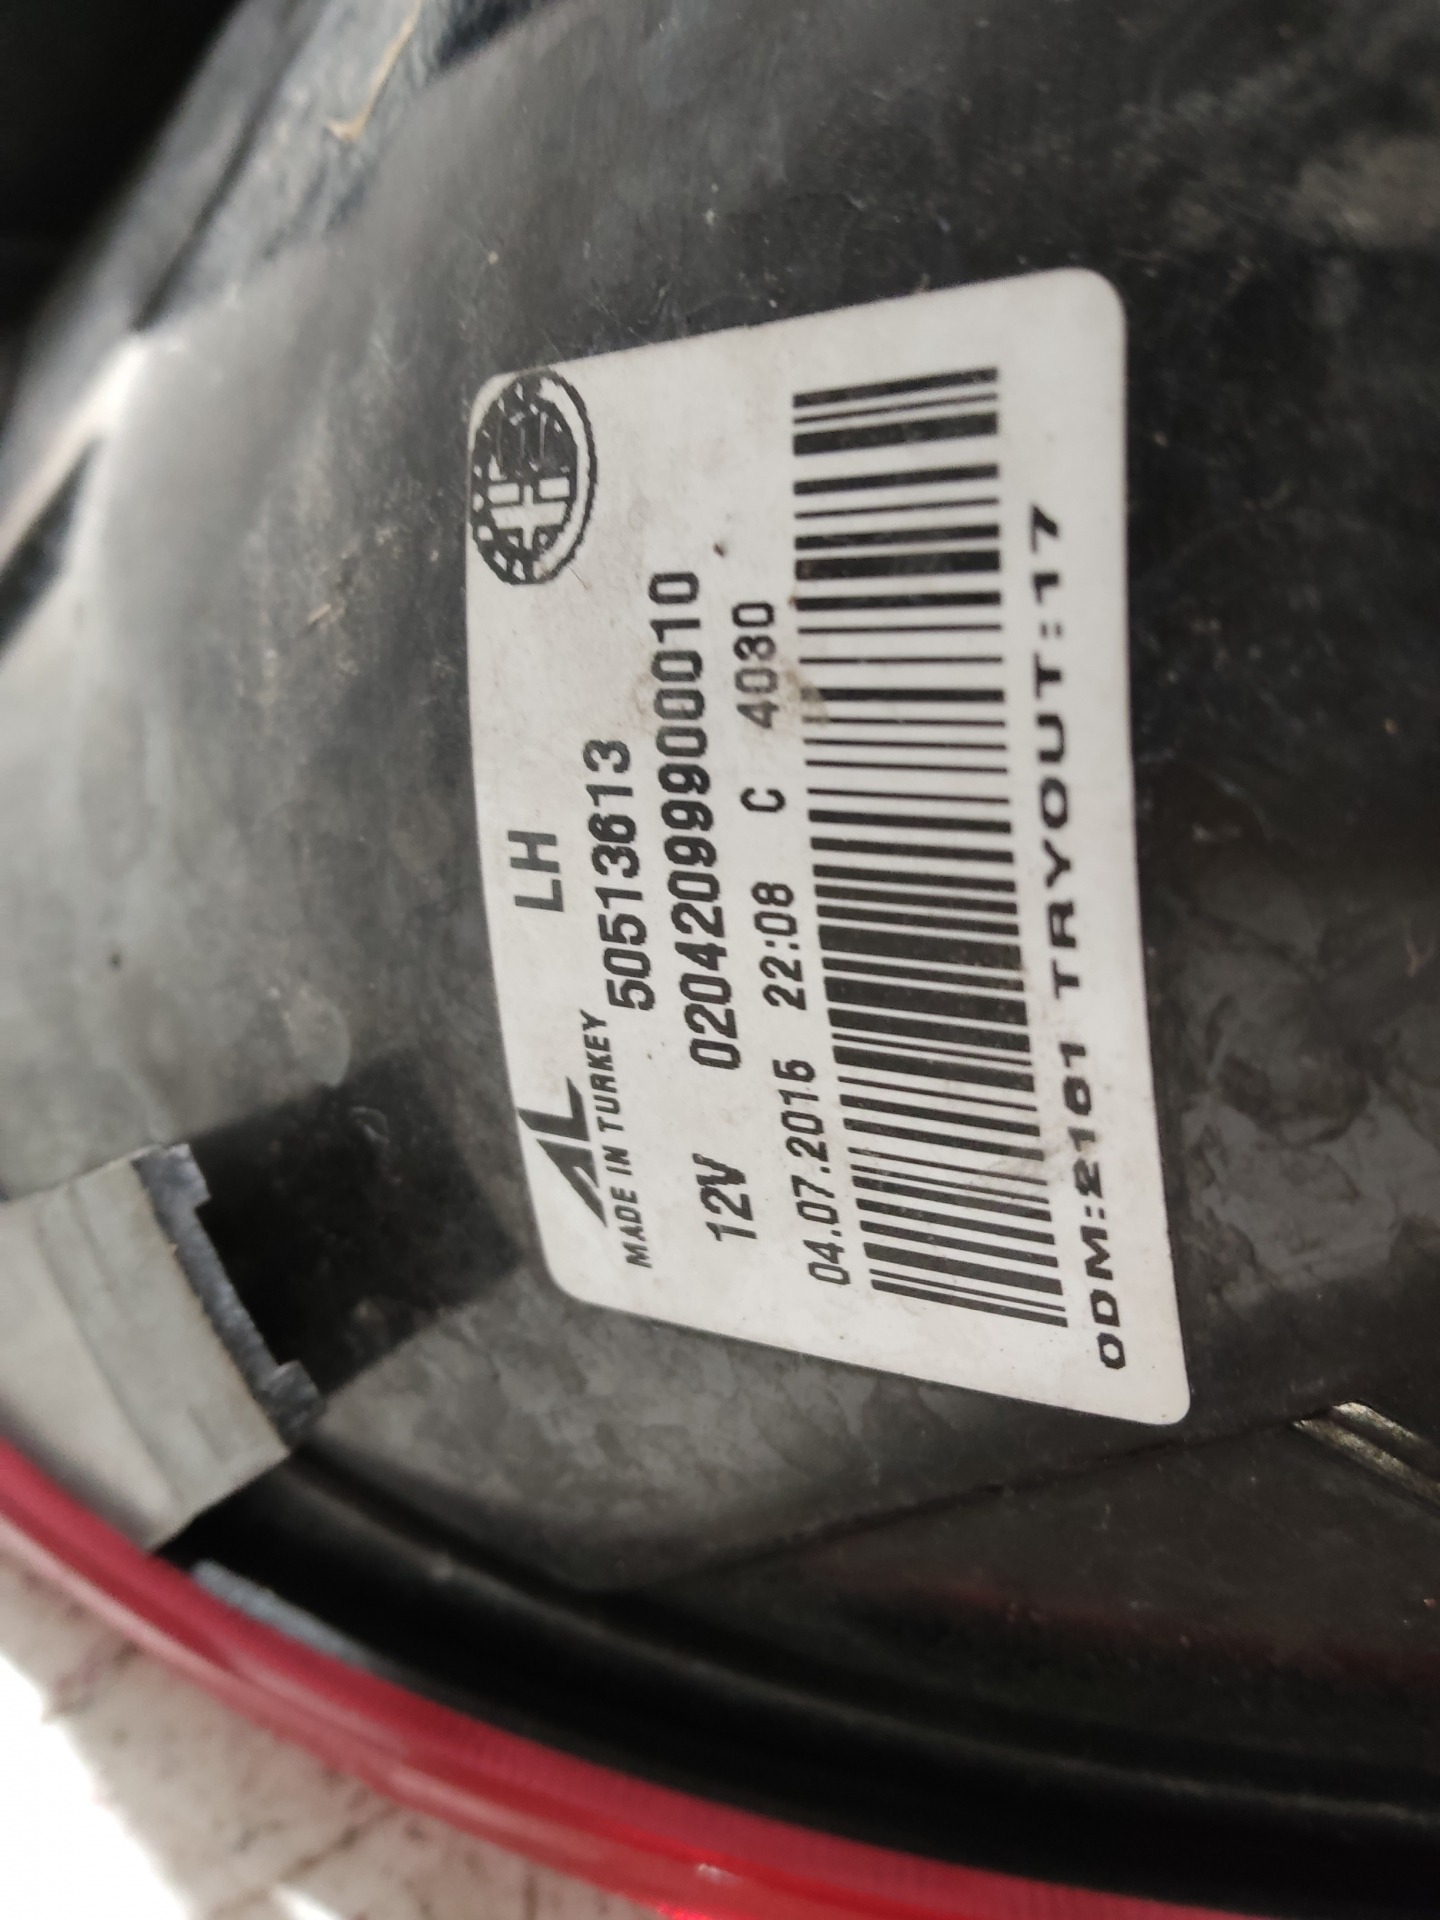 AL LH
MADE IN TURKEY
50513613
12V 02042099900010
04.07.2015 22:08 C 4030
ODM:2161 TRYOUT:17